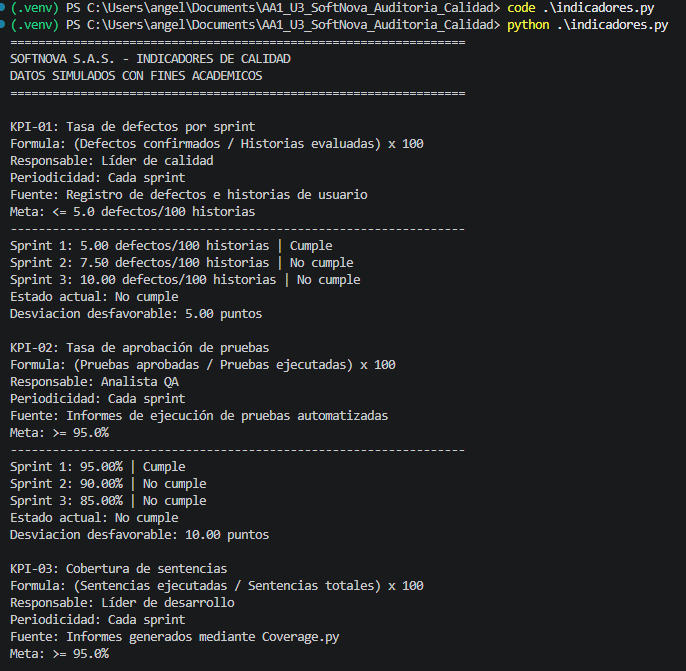 (.venv) PS C:\Users\angel\Documents\AA1_U3_SoftNova_Auditoria_Calidad> code .\indicadores.py
(.venv) PS C:\Users\angel\Documents\AA1_U3_SoftNova_Auditoria_Calidad> python .\indicadores.py
=================================================================
SOFTNOVA S.A.S. - INDICADORES DE CALIDAD
DATOS SIMULADOS CON FINES ACADEMICOS
=================================================================

KPI-01: Tasa de defectos por sprint
Formula: (Defectos confirmados / Historias evaluadas) x 100
Responsable: Líder de calidad
Periodicidad: Cada sprint
Fuente: Registro de defectos e historias de usuario
Meta: <= 5.0 defectos/100 historias
-----------------------------------------------------------------
Sprint 1: 5.00 defectos/100 historias | Cumple
Sprint 2: 7.50 defectos/100 historias | No cumple
Sprint 3: 10.00 defectos/100 historias | No cumple
Estado actual: No cumple
Desviacion desfavorable: 5.00 puntos

KPI-02: Tasa de aprobación de pruebas
Formula: (Pruebas aprobadas / Pruebas ejecutadas) x 100
Responsable: Analista QA
Periodicidad: Cada sprint
Fuente: Informes de ejecución de pruebas automatizadas
Meta: >= 95.0%
-----------------------------------------------------------------
Sprint 1: 95.00% | Cumple
Sprint 2: 90.00% | No cumple
Sprint 3: 85.00% | No cumple
Estado actual: No cumple
Desviacion desfavorable: 10.00 puntos

KPI-03: Cobertura de sentencias
Formula: (Sentencias ejecutadas / Sentencias totales) x 100
Responsable: Líder de desarrollo
Periodicidad: Cada sprint
Fuente: Informes generados mediante Coverage.py
Meta: >= 95.0%